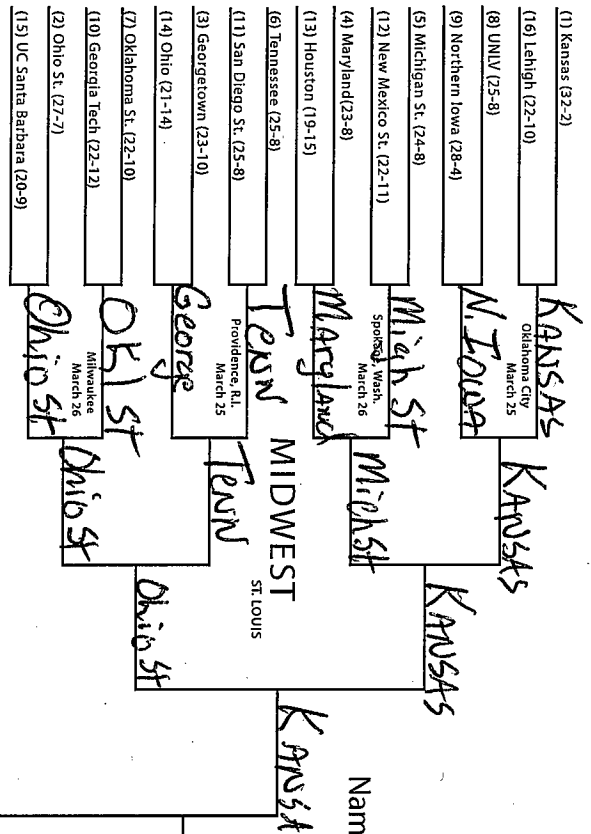 (1) Kansas (32-2)
(16) Lehigh (22-10)
(8) UNLV (25-8)
(9) Northern Iowa (28-4)
(5) Michigan St. (24-8)
(12) New Mexico St. (22-11)
(4) Maryland(23-8)
(13) Houston (19-15)
(6) Tennessee (25-8)
(11) San Diego St. (25-8)
(3) Georgetown (23-10)
(14) Ohio (21-14)
(7) Oklahoma St. (22-10)
(10) Georgia Tech (22-12)
(2) Ohio St. (27-7)
(15) UC Santa Barbara (20-9)
KANSAS
Oklahoma City
March 25
N. IOWA
Mich St
Spokane, Wash.
March 26
Maryland
TENN
Providence, R.I.
March 25
George
Okl St
Milwaukee
March 26
Ohio St
KANSAS
Mich St
MIDWEST
ST. LOUIS
TENN
Ohio St
KANSAS
Ohio St
KANSA
Nam